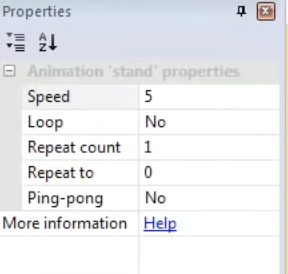 Properties
A
Z
Animation 'stand' properties
Speed 5
Loop No
Repeat count 1
Repeat to 0
Ping-pong No
More information Help